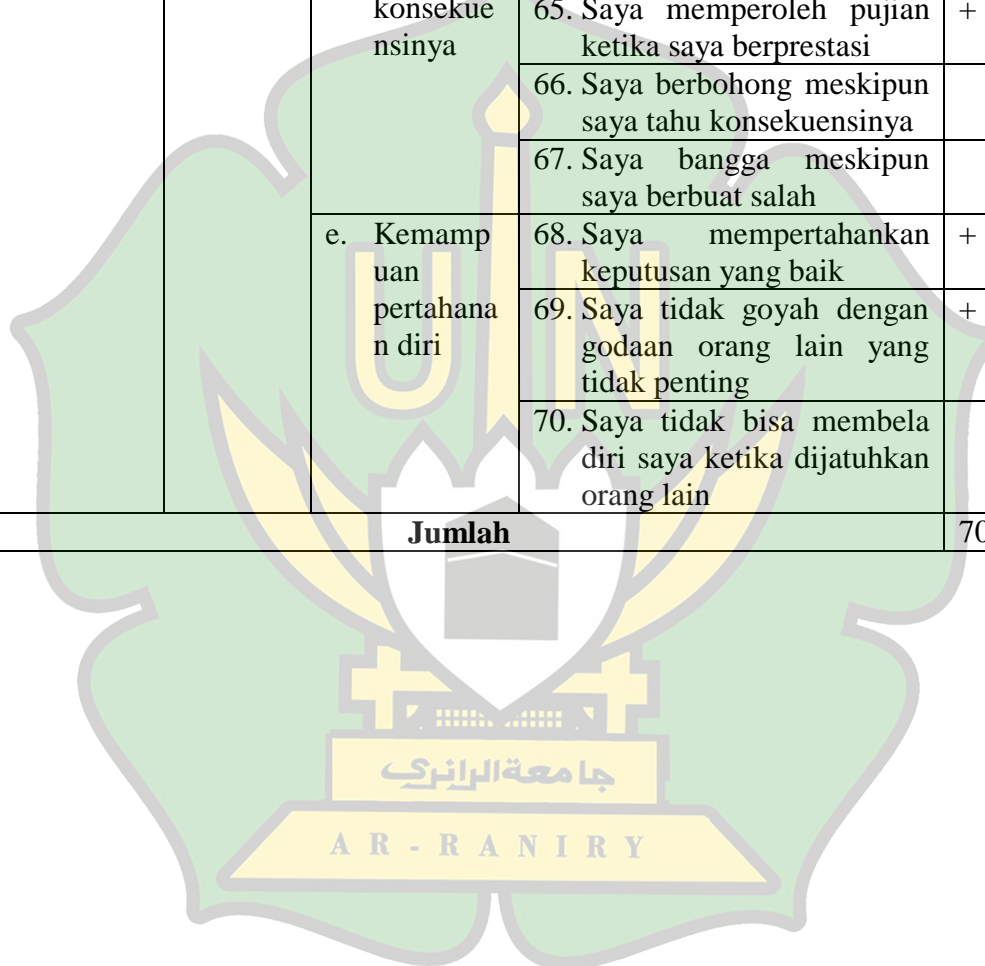 konsekue
nsinya
65. Saya memperoleh pujian
ketika saya berprestasi
+
66. Saya berbohong meskipun
saya tahu konsekuensinya
67. Saya bangga meskipun
saya berbuat salah
e. Kemamp
uan
pertahana
n diri
68. Saya mempertahankan
keputusan yang baik
+
69. Saya tidak goyah dengan
godaan orang lain yang
tidak penting
+
70. Saya tidak bisa membela
diri saya ketika dijatuhkan
orang lain
Jumlah
70
UIN
جامعة الرانري
AR-RANIRY